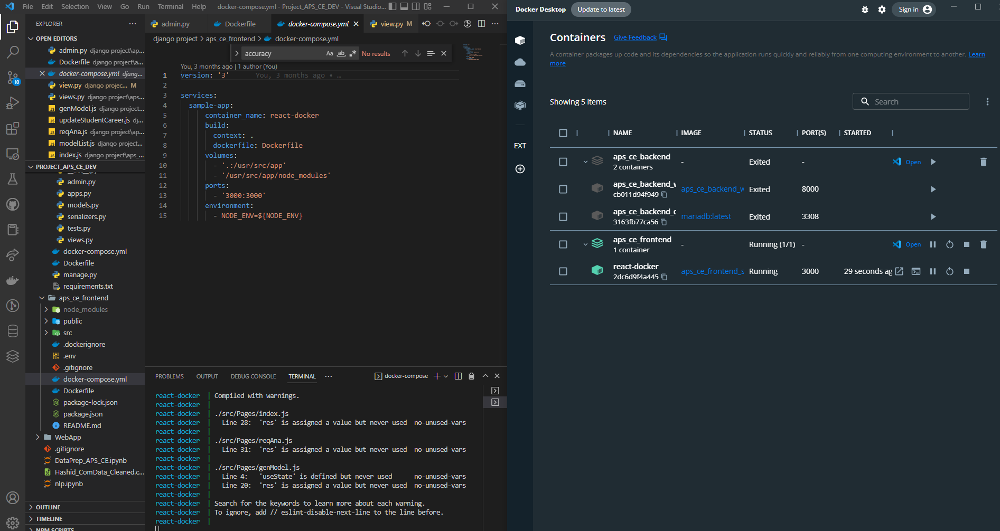 File Edit Selection View Go Run Terminal Help docker-compose.yml - Project_APS_CE_DEV - Visual Studio...
EXPLORER
OPEN EDITORS
admin.py django project\ap...
Dockerfile django project\a...
docker-compose.yml djang...
view.py django projec... M
views.py django project\aps...
genModel.js django project...
updateStudentCareer.js dj...
reqAna.js django project\a...
modelList.js django project...
index.js django project\aps_...
PROJECT_APS_CE_DEV
admin.py
apps.py
models.py
serializers.py
tests.py
views.py
docker-compose.yml
Dockerfile
manage.py
requirements.txt
aps_ce_frontend
node_modules
public
src
.dockerignore
.env
.gitignore
docker-compose.yml
Dockerfile
package-lock.json
package.json
README.md
WebApp
.gitignore
DataPrep_APS_CE.ipynb
Hashid_ComData_Cleaned.c...
nlp.ipynb
OUTLINE
TIMELINE
NPM SCRIPTS
10
admin.py Dockerfile docker-compose.yml view.py M
django project > aps_ce_frontend > docker-compose.yml
accuracy Aa ab No results
You, 3 months ago | 1 author (You)
1 version: '3' You, 3 months ago • …
2
3 services:
4 sample-app:
5 container_name: react-docker
6 build:
7 context: .
8 dockerfile: Dockerfile
9 volumes:
10 - '.:/usr/src/app'
11 - '/usr/src/app/node_modules'
12 ports:
13 - '3000:3000'
14 environment:
15 - NODE_ENV=${NODE_ENV}
PROBLEMS OUTPUT DEBUG CONSOLE TERMINAL ... docker-compose
react-docker | Compiled with warnings.
react-docker |
react-docker | ./src/Pages/index.js
react-docker | Line 28: 'res' is assigned a value but never used no-unused-vars
react-docker |
react-docker | ./src/Pages/reqAna.js
react-docker | Line 31: 'res' is assigned a value but never used no-unused-vars
react-docker |
react-docker | ./src/Pages/genModel.js
react-docker | Line 4: 'useState' is defined but never used no-unused-vars
react-docker | Line 20: 'res' is assigned a value but never used no-unused-vars
react-docker |
react-docker | Search for the keywords to learn more about each warning.
react-docker | To ignore, add // eslint-disable-next-line to the line before.
react-docker |
Docker Desktop Update to latest Sign in
EXT
Containers Give Feedback
A container packages up code and its dependencies so the application runs quickly and reliably from one computing environment to another. Learn
more
Showing 5 items Search
NAME IMAGE STATUS PORT(S) STARTED
aps_ce_backend - Exited - Open
2 containers
aps_ce_backend_w aps_ce_backend_w Exited 8000
cb011d94f949
aps_ce_backend_c mariadb:latest Exited 3308
3163fb77ca56
aps_ce_frontend - Running (1/1) - Open
1 container
react-docker aps_ce_frontend_s Running 3000 29 seconds ag
2dc6d9f4a445